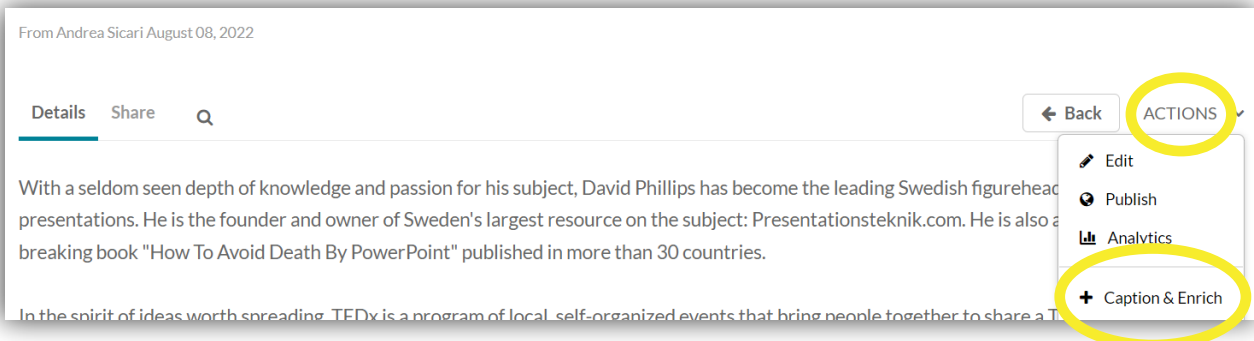 From Andrea Sicari August 08, 2022
Details Share
Back ACTIONS
Edit
Publish
Analytics
Caption & Enrich
With a seldom seen depth of knowledge and passion for his subject, David Phillips has become the leading Swedish figurehead
presentations. He is the founder and owner of Sweden's largest resource on the subject: Presentationsteknik.com. He is also a
breaking book "How To Avoid Death By PowerPoint" published in more than 30 countries.
In the spirit of ideas worth spreading, TEDx is a program of local, self-organized events that bring people together to share a T